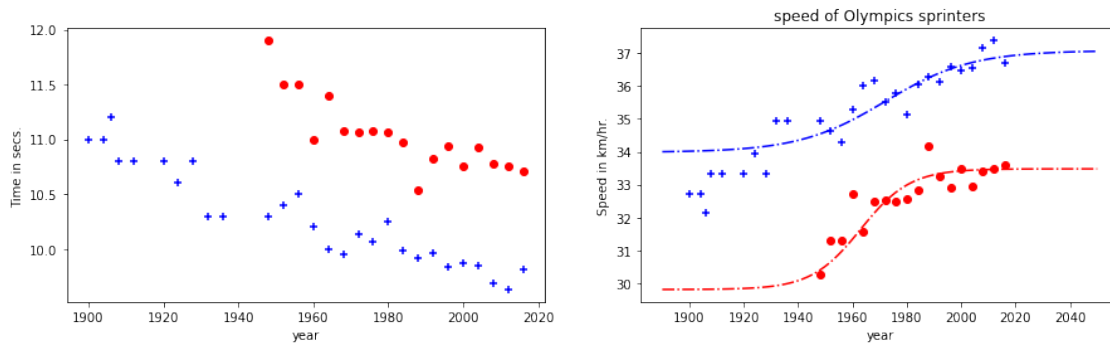 speed of Olympics sprinters
12.0
11.5
11.0
10.5
10.0
Time in secs.
1900 1920 1940 1960 1980 2000 2020
year
37
36
35
34
33
32
31
30
Speed in km/hr.
1900 1920 1940 1960 1980 2000 2020 2040
year